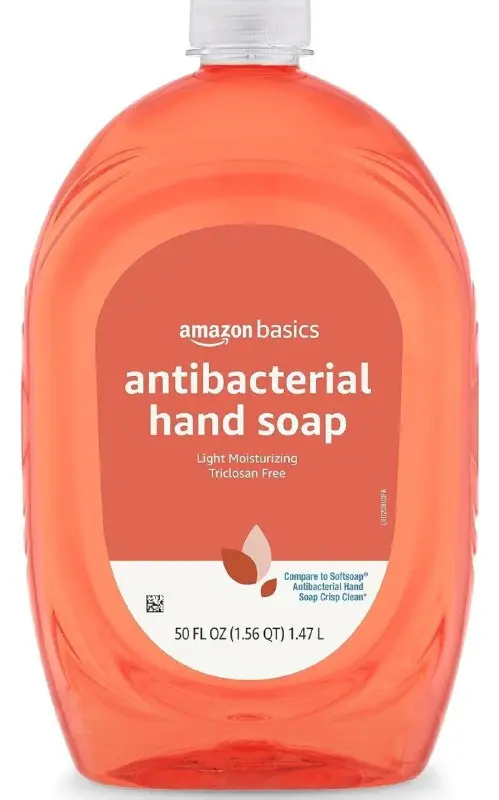 amazon basics
antibacterial
hand soap
Light Moisturizing
Triclosan Free
Compare to Softsoap®
Antibacterial Hand
Soap Crisp Clean*
50 FL OZ (1.56 QT) 1.47 L